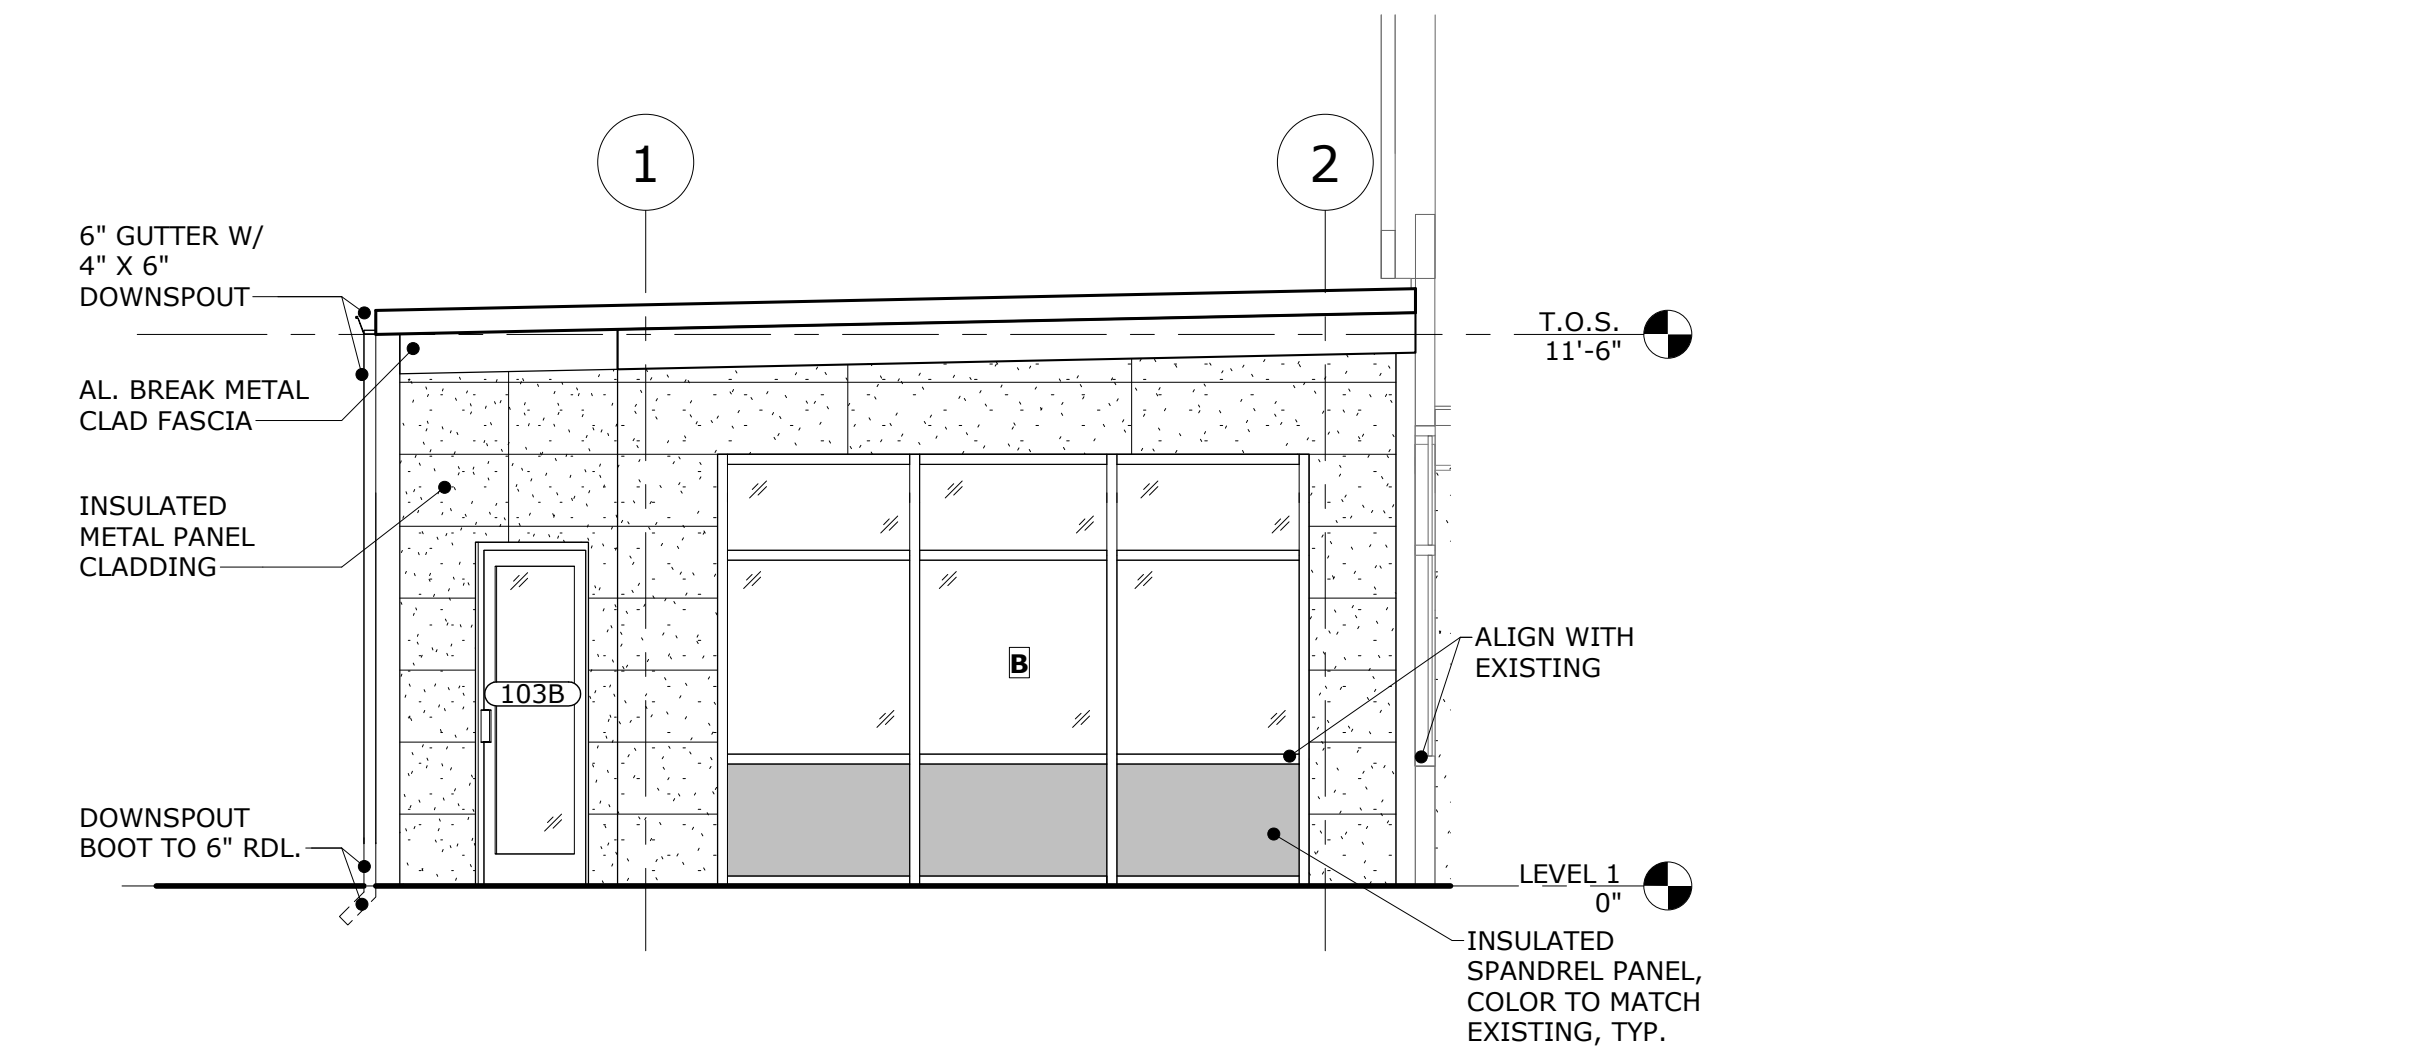 1
2
6" GUTTER W/
4" X 6"
DOWNSPOUT
T.O.S.
11'-6"
AL. BREAK METAL
CLAD FASCIA
INSULATED
METAL PANEL
CLADDING
ALIGN WITH
EXISTING
B
103B
DOWNSPOUT
BOOT TO 6" RDL.
LEVEL 1
0"
INSULATED
SPANDREL PANEL,
COLOR TO MATCH
EXISTING, TYP.